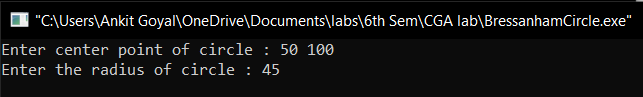 "C:\Users\Ankit Goyal\OneDrive\Documents\labs\6th Sem\CGA lab\BressanhamCircle.exe"
Enter center point of circle : 50 100
Enter the radius of circle : 45